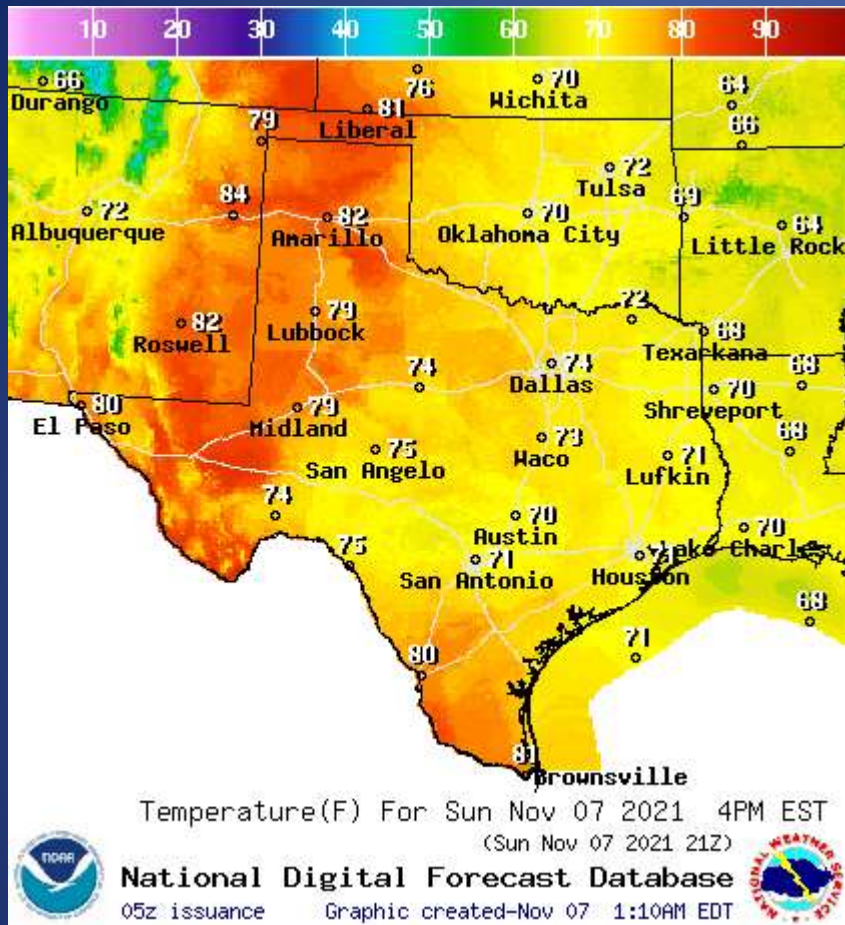 10 20 30 40 50 60 70 80 90
66
Durango
76
70
Wichita
64
81
Liberal
79
66
72
Tulsa
72
Albuquerque
84
82
Amarillo
70
Oklahoma City
69
64
Little Rock
82
Roswell
79
Lubbock
72
68
Texarkana
74
74
Dallas
68
70
Shreveport
80
El Paso
79
Midland
75
San Angelo
73
Waco
71
Lufkin
68
74
70
Austin
70
Lake Charles
75
71
San Antonio
Houston
68
71
80
81
Brownsville
Temperature(F) For Sun Nov 07 2021 4PM EST
(Sun Nov 07 2021 21Z)
National Digital Forecast Database
05z issuance Graphic created-Nov 07 1:10AM EDT
NOAA
NATIONAL WEATHER SERVICE